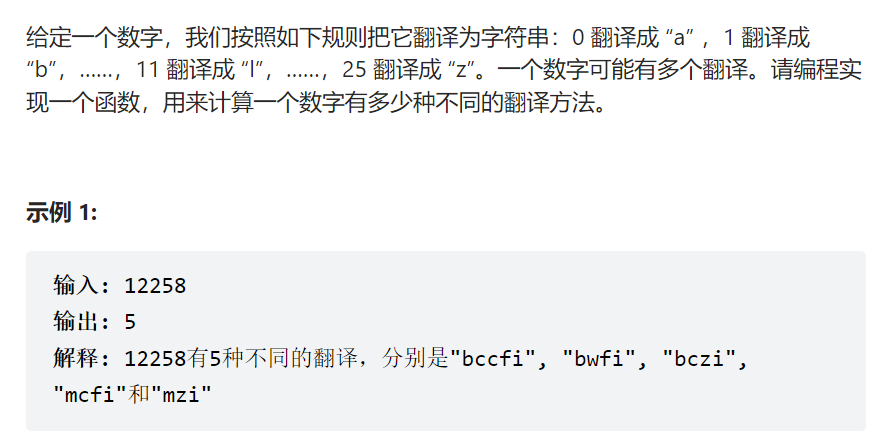 给定一个数字，我们按照如下规则把它翻译为字符串：0 翻译成 “a” ，1 翻译成
“b”，……，11 翻译成 “l”，……，25 翻译成 “z”。一个数字可能有多个翻译。请编程实
现一个函数，用来计算一个数字有多少种不同的翻译方法。
示例 1:
输入: 12258
输出: 5
解释: 12258有5种不同的翻译，分别是"bccfi", "bwfi", "bczi",
"mcfi"和"mzi"